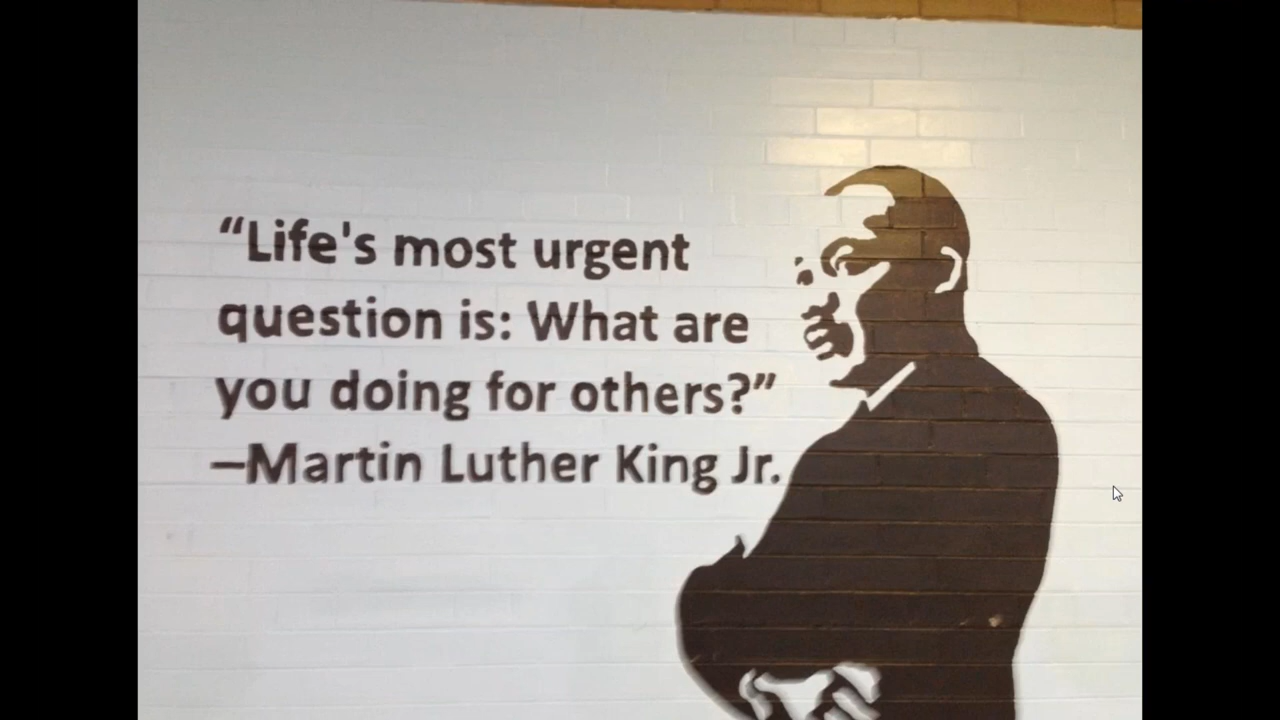 “Life's most urgent
question is: What are
you doing for others?”
–Martin Luther King Jr.